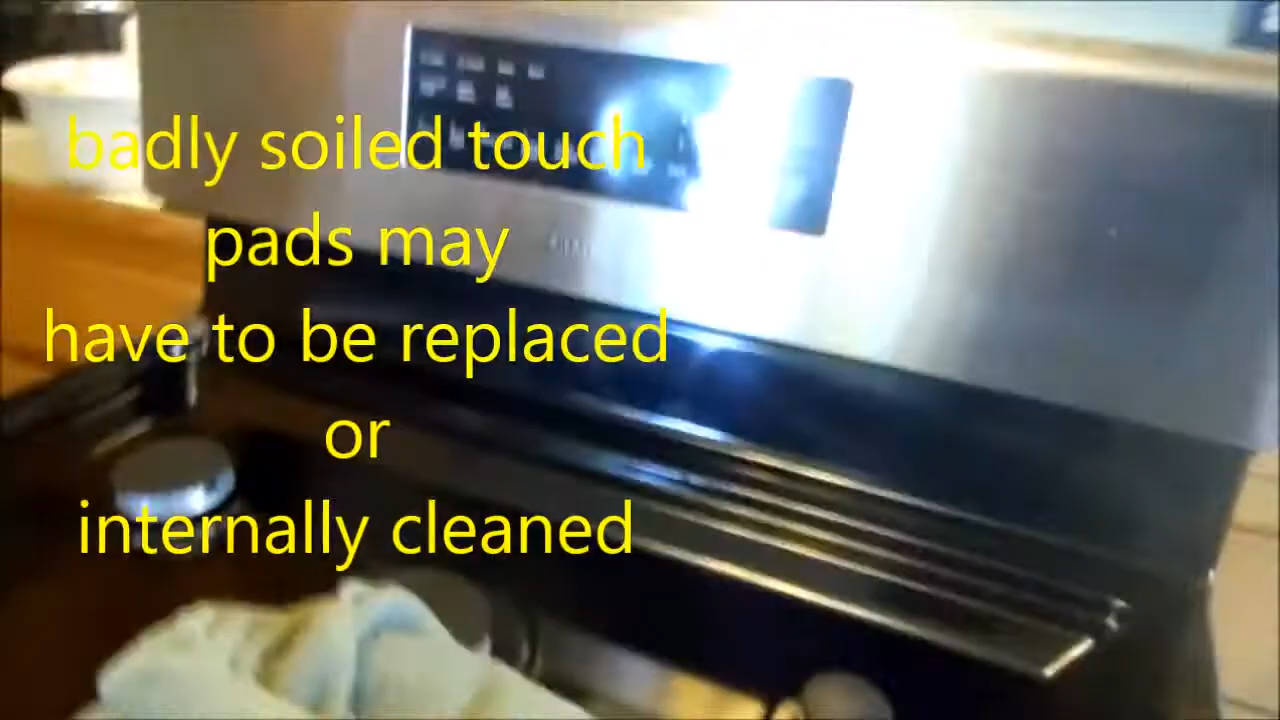 badly soiled touch
pads may
have to be replaced
or
internally cleaned